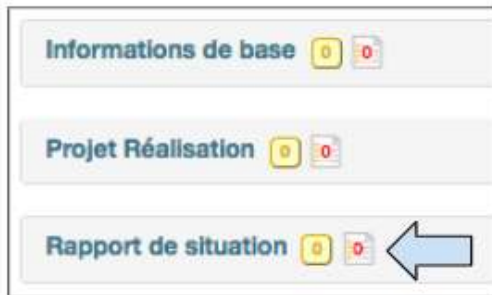 Informations de base 0 0
Projet Réalisation 0 0
Rapport de situation 0 0